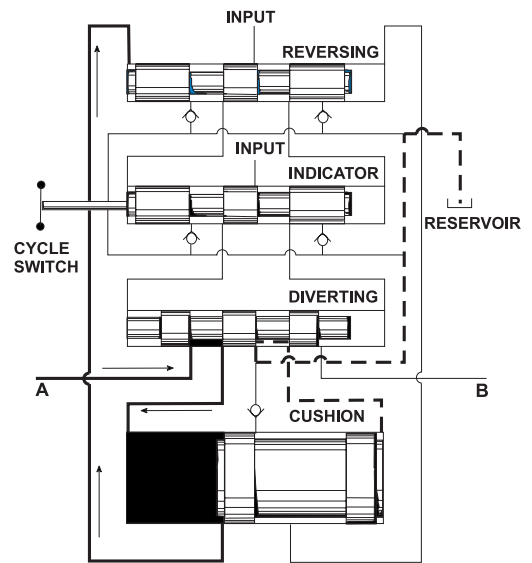 INPUT
REVERSING
INPUT
INDICATOR
RESERVOIR
CYCLE
SWITCH
DIVERTING
A
B
CUSHION